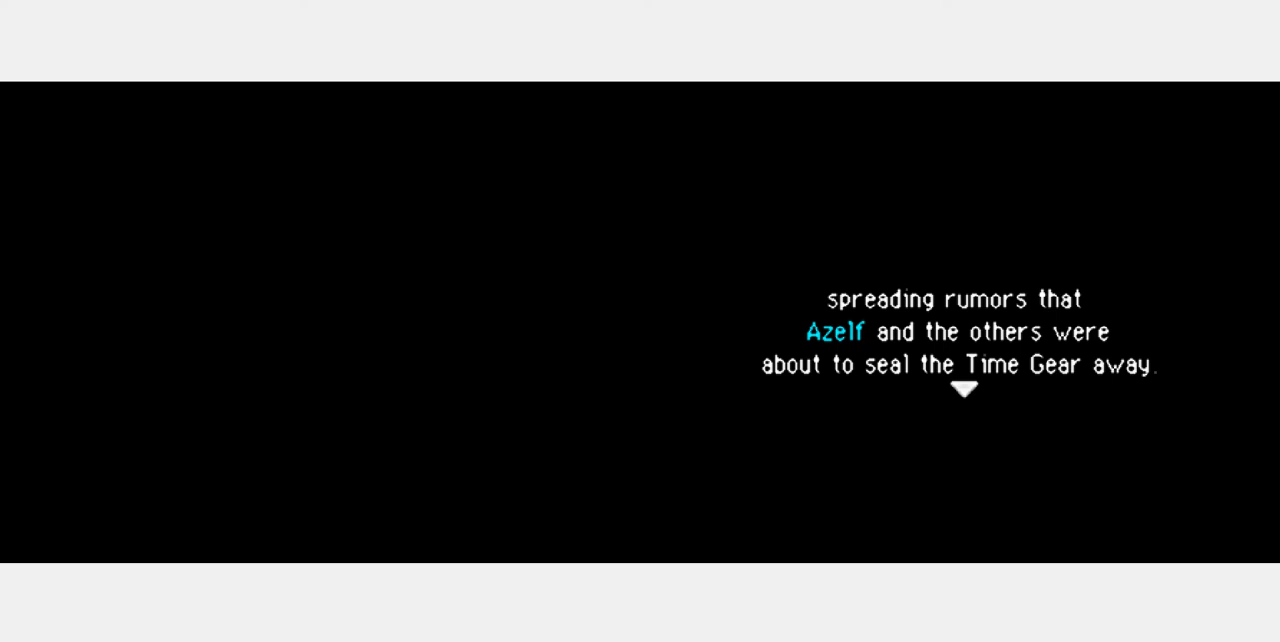 spreading rumors that
Azelf and the others were
about to seal the Time Gear away.